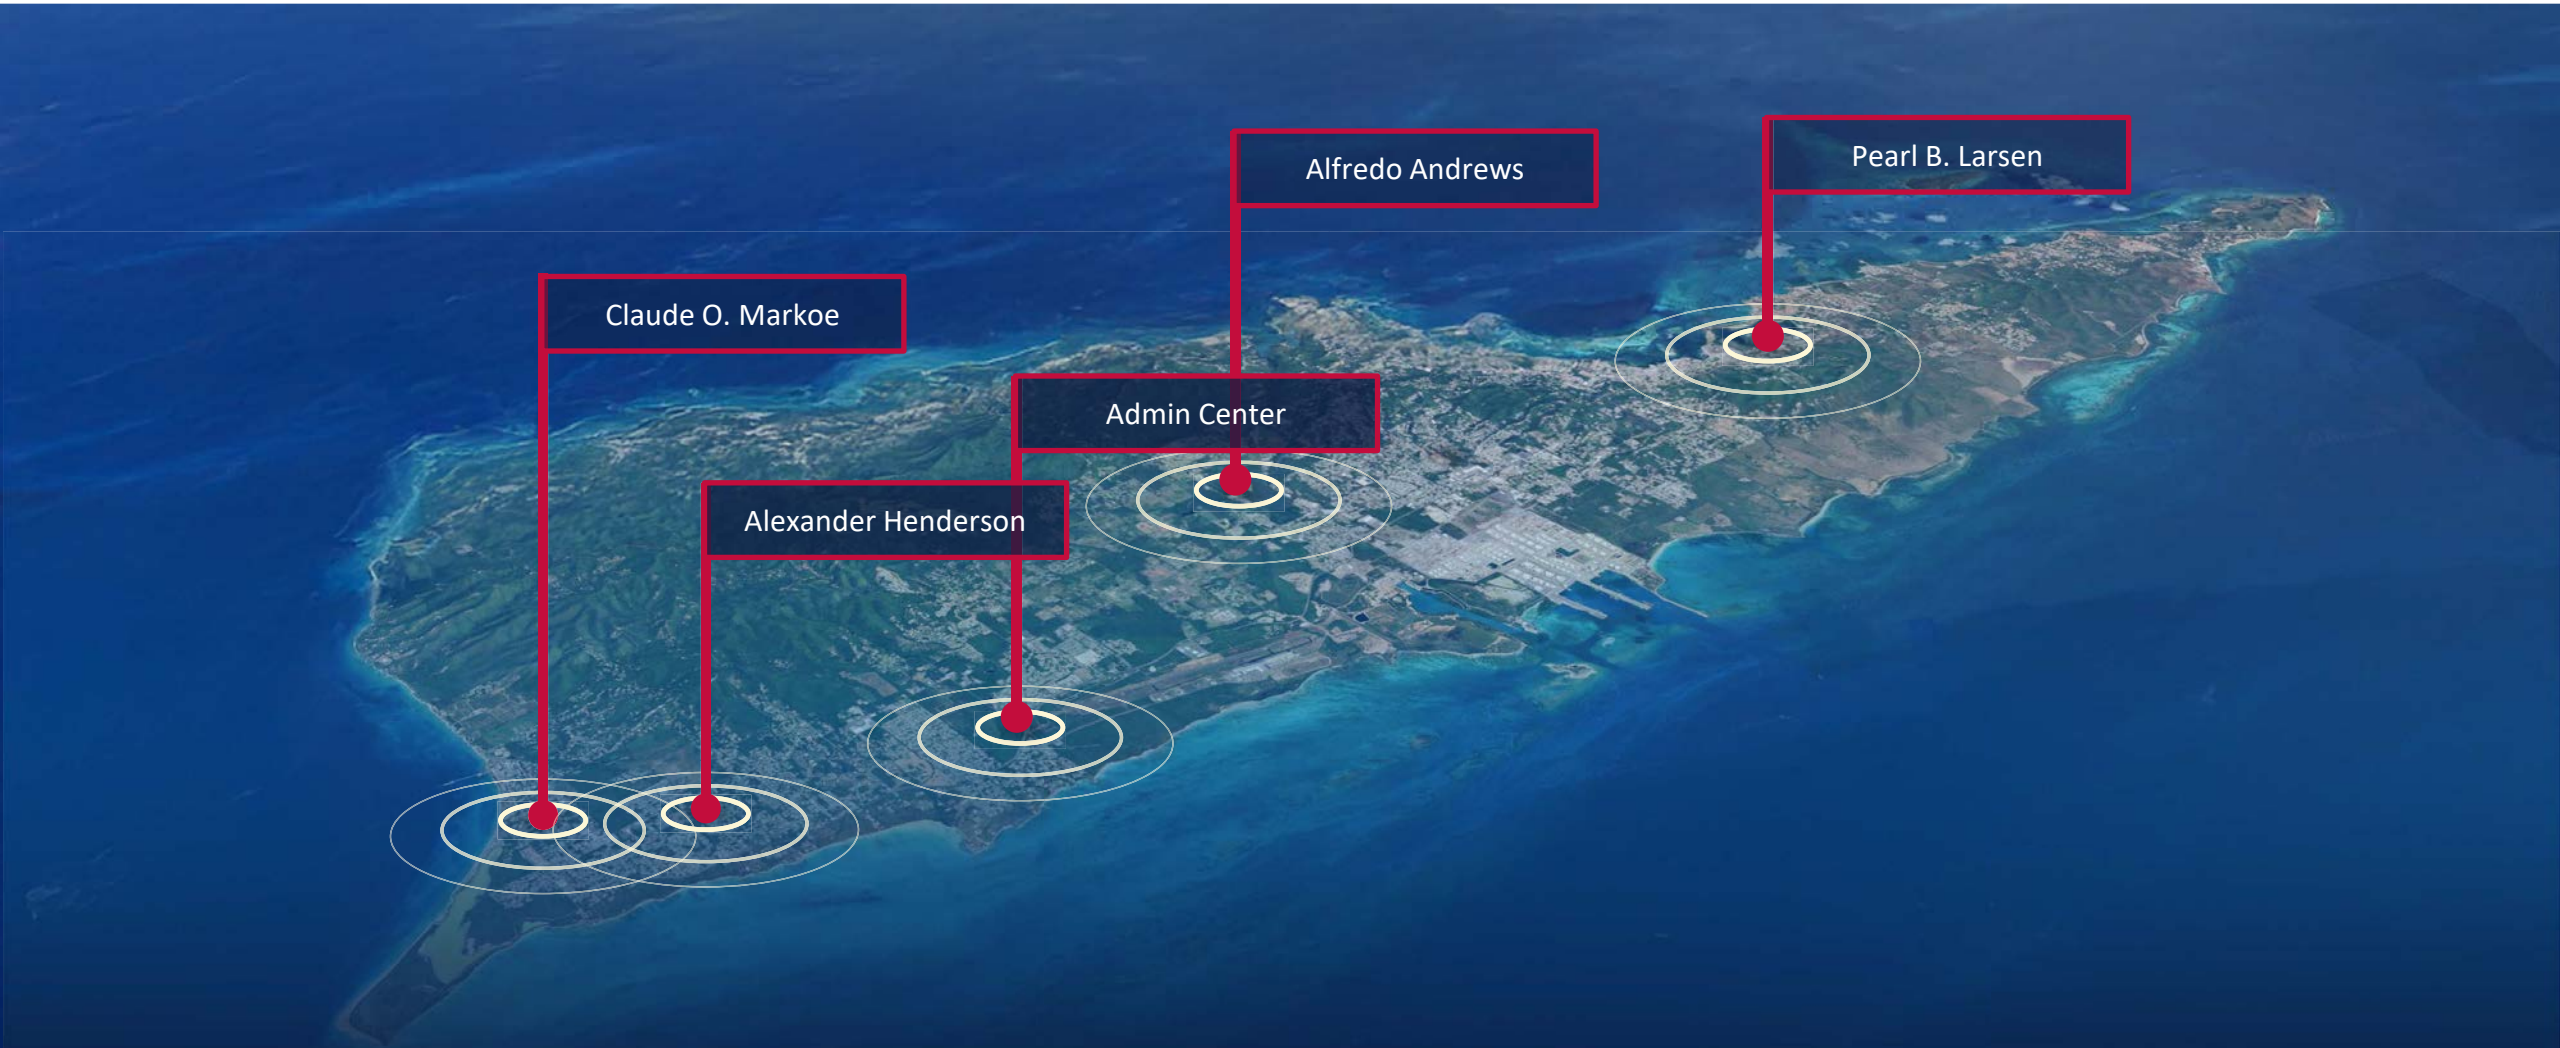 Pearl B. Larsen
Alfredo Andrews
Claude O. Markoe
Admin Center
Alexander Henderson